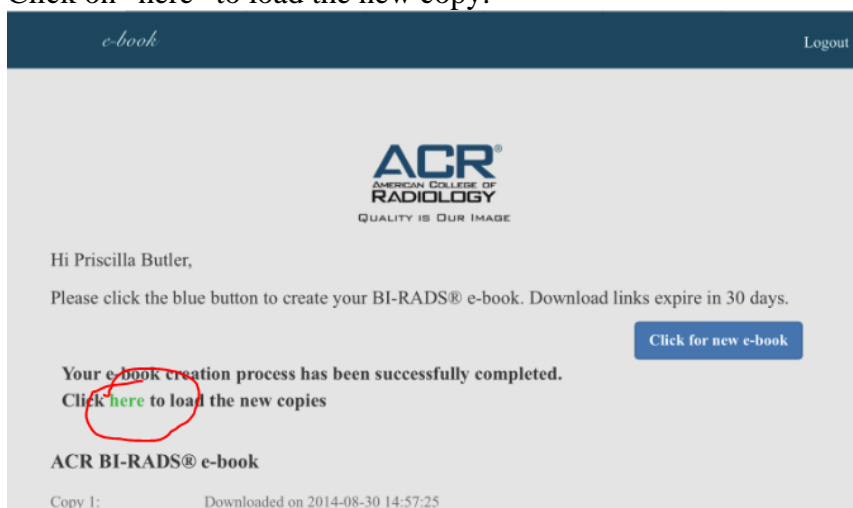 Click on "here" to load the new copy.
e-book
Logout
ACR®
AMERICAN COLLEGE OF
RADIOLOGY
QUALITY IS OUR IMAGE
Hi Priscilla Butler,
Please click the blue button to create your BI-RADS® e-book. Download links expire in 30 days.
Click for new e-book
Your e-book creation process has been successfully completed.
Click here to load the new copies
ACR BI-RADS® e-book
Copy 1: Downloaded on 2014-08-30 14:57:25